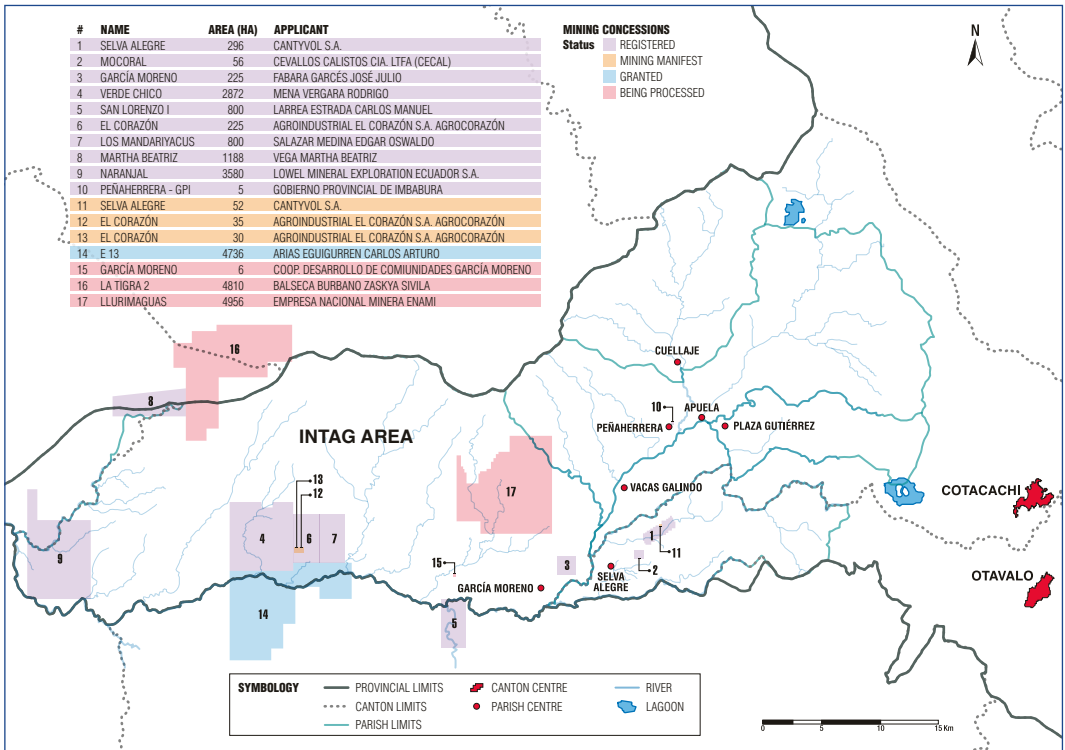 # NAME AREA (HA) APPLICANT
1 SELVA ALEGRE 296 CANTYVOL S.A.
2 MOCORAL 56 CEVALLOS CALISTOS CIA. LTFA (CECAL)
3 GARCÍA MORENO 225 FABARA GARCÉS JOSÉ JULIO
4 VERDE CHICO 2872 MENA VERGARA RODRIGO
5 SAN LORENZO I 800 LARREA ESTRADA CARLOS MANUEL
6 EL CORAZÓN 225 AGROINDUSTRIAL EL CORAZÓN S.A. AGROCORAZÓN
7 LOS MANDARIYACUS 800 SALAZAR MEDINA EDGAR OSWALDO
8 MARTHA BEATRIZ 1188 VEGA MARTHA BEATRIZ
9 NARANJAL 3580 LOWEL MINERAL EXPLORATION ECUADOR S.A.
10 PEÑAHERRERA - GPI 5 GOBIERNO PROVINCIAL DE IMBABURA
11 SELVA ALEGRE 52 CANTYVOL S.A.
12 EL CORAZÓN 35 AGROINDUSTRIAL EL CORAZÓN S.A. AGROCORAZÓN
13 EL CORAZÓN 30 AGROINDUSTRIAL EL CORAZÓN S.A. AGROCORAZÓN
14 E 13 4736 ARIAS EGUIGURREN CARLOS ARTURO
15 GARCÍA MORENO 6 COOP. DESARROLLO DE COMIUNIDADES GARCÍA MORENO
16 LA TIGRA 2 4810 BALSECA BURBANO ZASKYA SIVILA
17 LLURIMAGUAS 4956 EMPRESA NACIONAL MINERA ENAMI
MINING CONCESSIONS
Status REGISTERED
MINING MANIFEST
GRANTED
BEING PROCESSED
N
16
8
CUELLAJE
10
APUELA
PEÑAHERRERA
PLAZA GUTIÉRREZ
INTAG AREA
13
12
17
VACAS GALINDO
COTACACHI
4
6
7
1
9
11
15
3
2
SELVA
ALEGRE
GARCÍA MORENO
OTAVALO
14
5
SYMBOLOGY
PROVINCIAL LIMITS
CANTON LIMITS
PARISH LIMITS
CANTON CENTRE
PARISH CENTRE
RIVER
LAGOON
0 5 10 15 Km